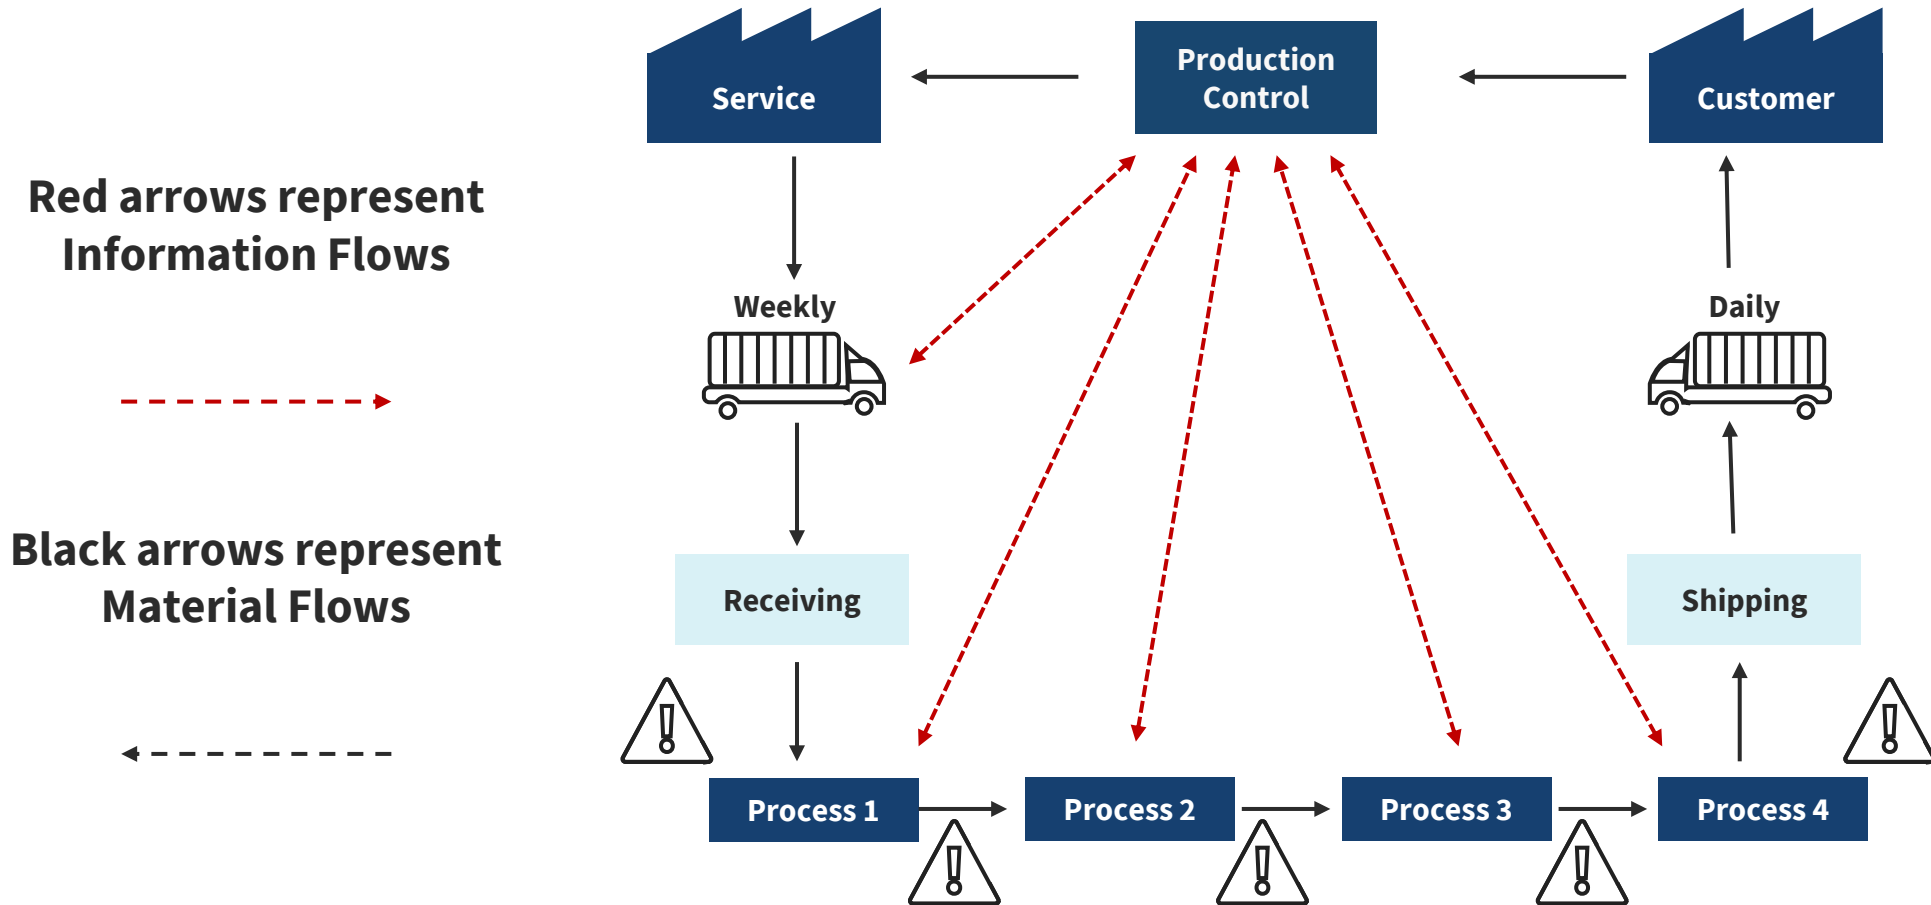 Red arrows represent
Information Flows
Black arrows represent
Material Flows
Service
Production
Control
Customer
Weekly
Daily
Receiving
Shipping
Process 1
Process 2
Process 3
Process 4